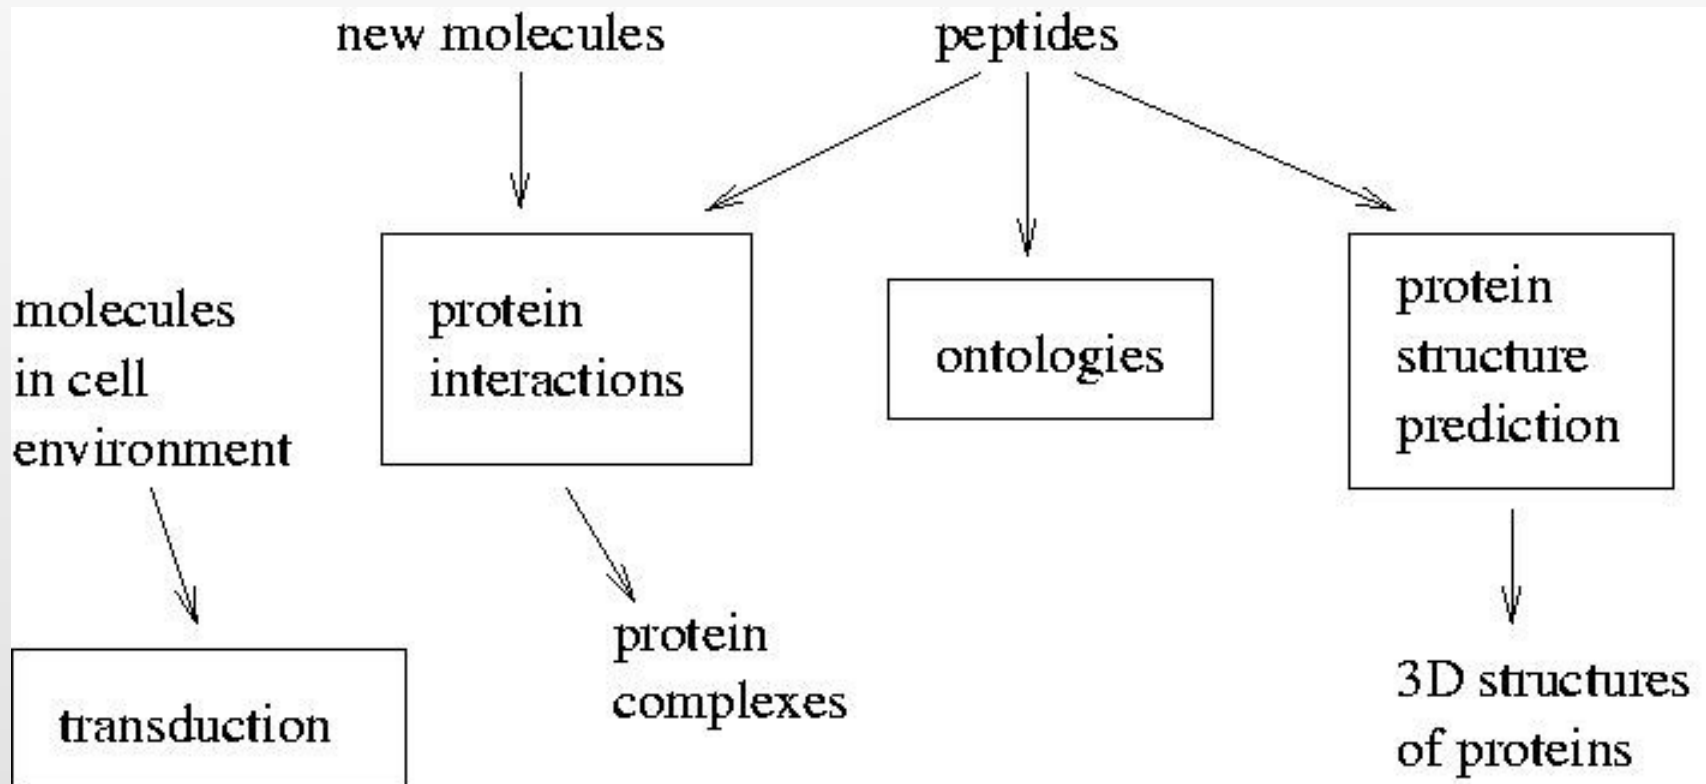 new molecules
peptides
molecules
in cell
environment
protein
interactions
ontologies
protein
structure
prediction
transduction
protein
complexes
3D structures
of proteins